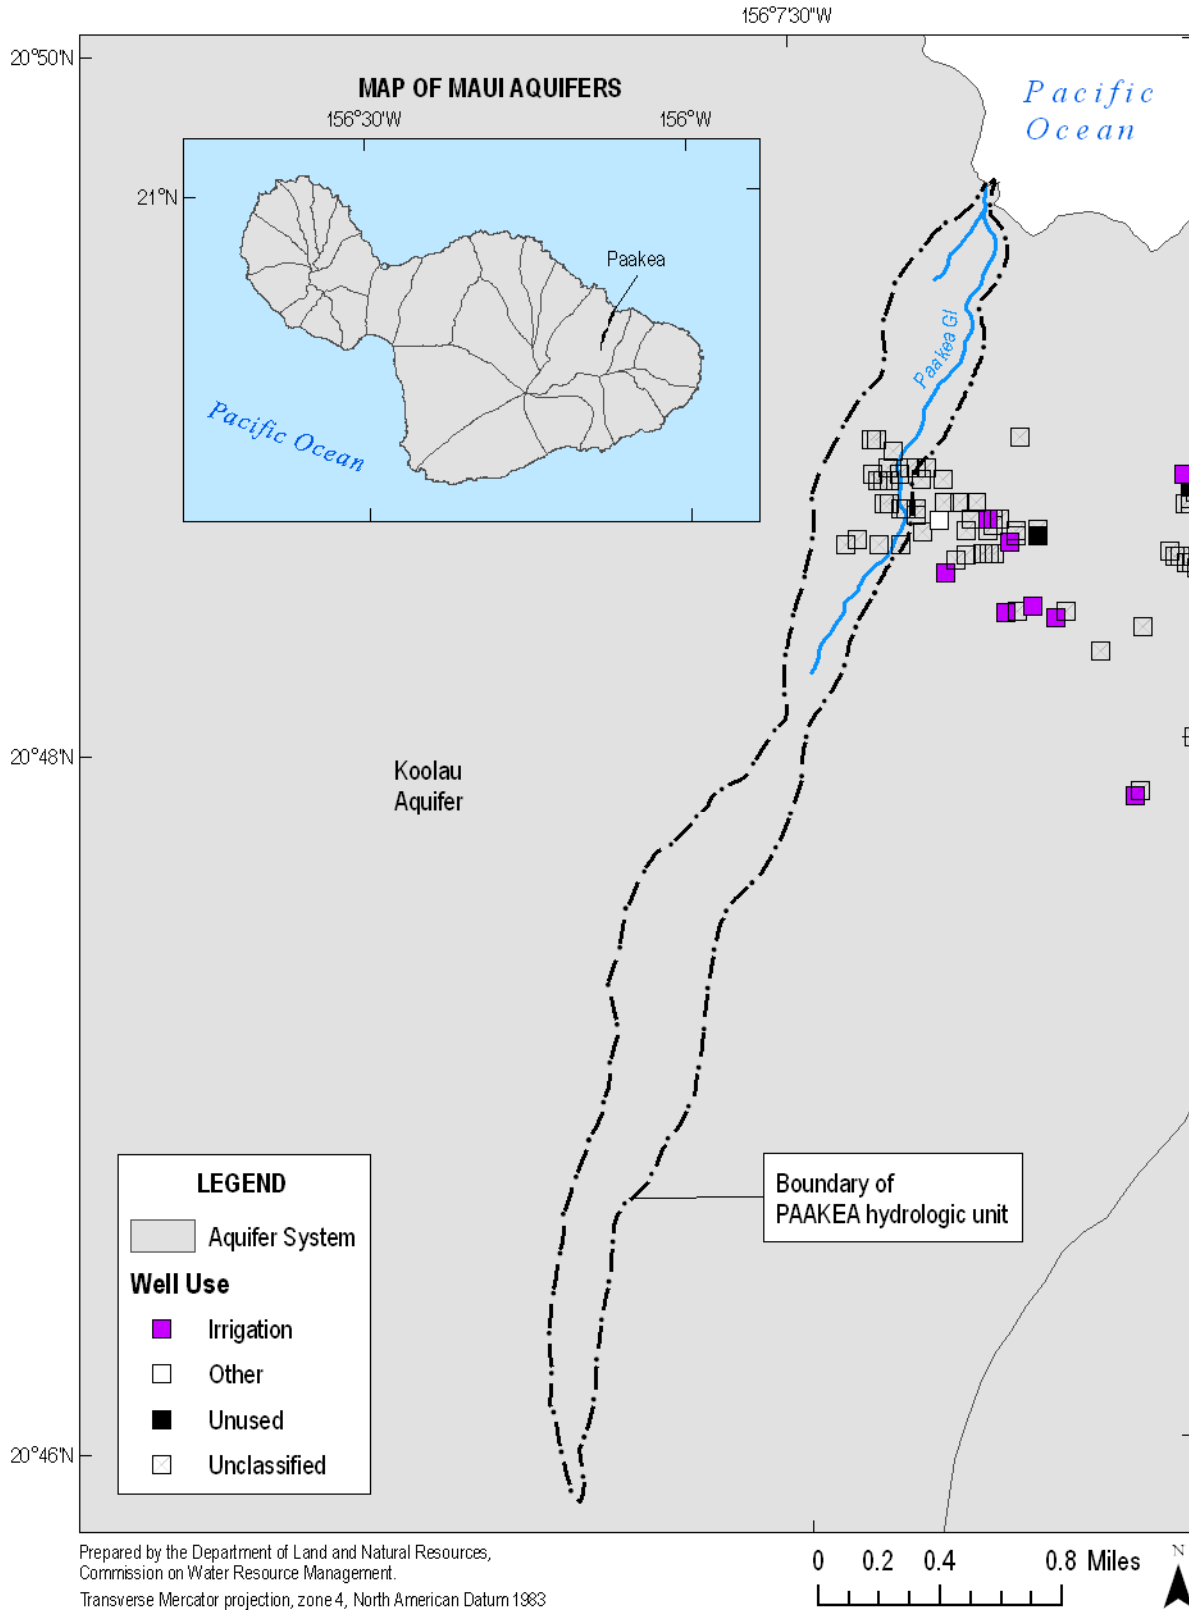 156°7'30"W
20°50'N
MAP OF MAUI AQUIFERS
156°30'W
156°W
21°N
Paakea
Pacific Ocean
Pacific
Ocean
Paakea Gl
20°48'N
Koolau
Aquifer
Boundary of
PAAKEA hydrologic unit
LEGEND
Aquifer System
Well Use
Irrigation
Other
Unused
Unclassified
20°46'N
Prepared by the Department of Land and Natural Resources,
Commission on Water Resource Management.
Transverse Mercator projection, zone 4, North American Datum 1983
0 0.2 0.4 0.8 Miles
N